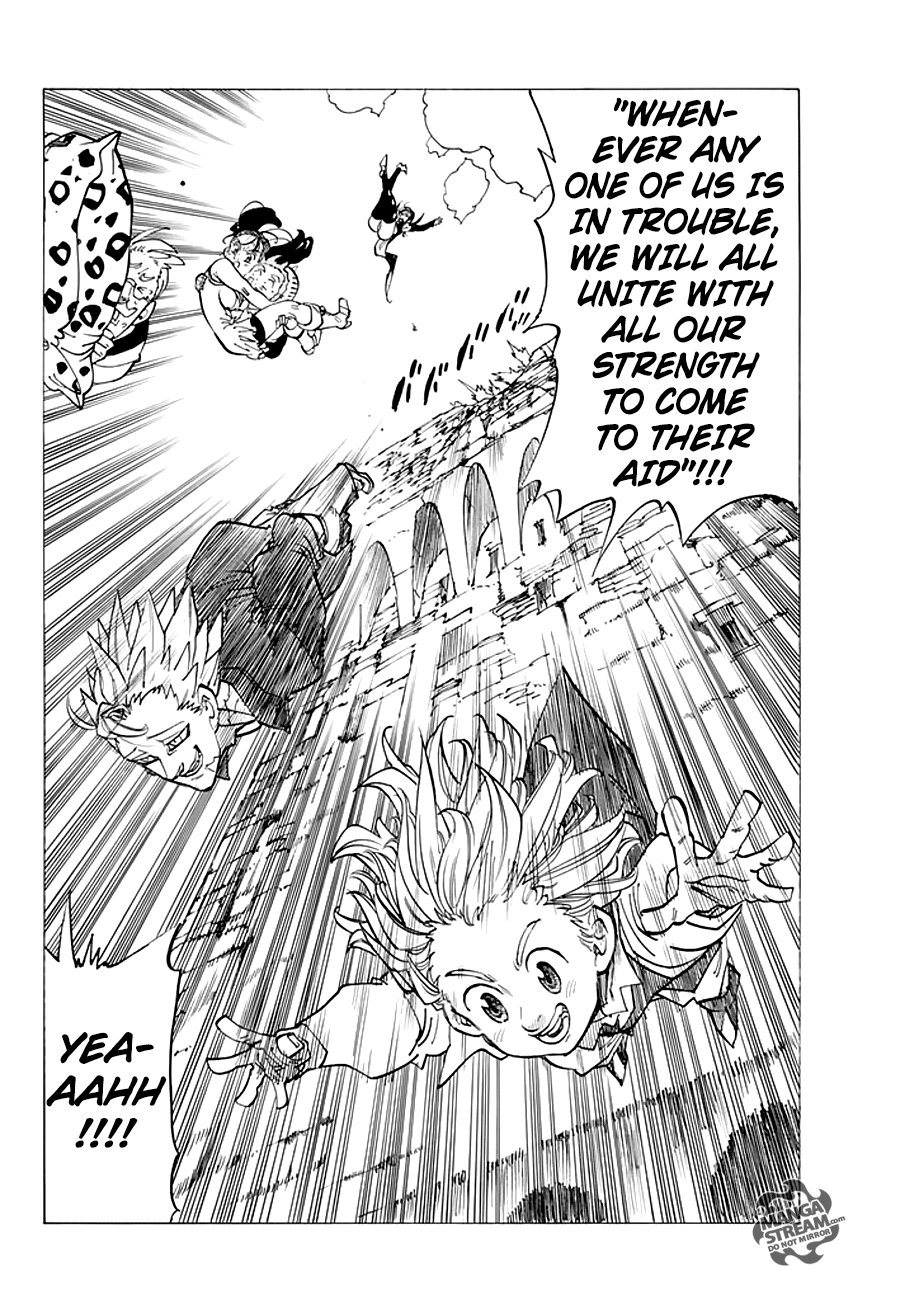 "WHEN-
EVER ANY
ONE OF US IS
IN TROUBLE,
WE WILL ALL
UNITE WITH
ALL OUR
STRENGTH
TO COME
TO THEIR
AID"!!!
YEA-
AAHH
!!!!
MANGA
STREAM.com
DO NOT MIRROR